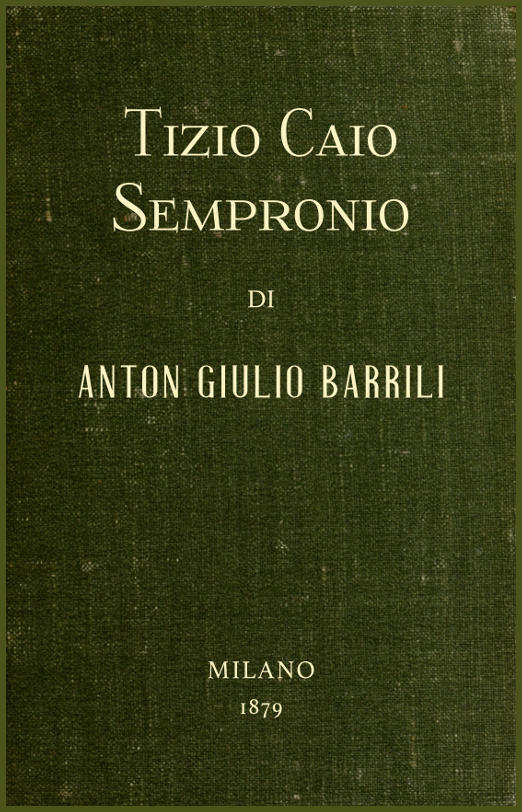 Tizio Caio
Sempronio
DI
ANTON GIULIO BARRILI
MILANO
1879